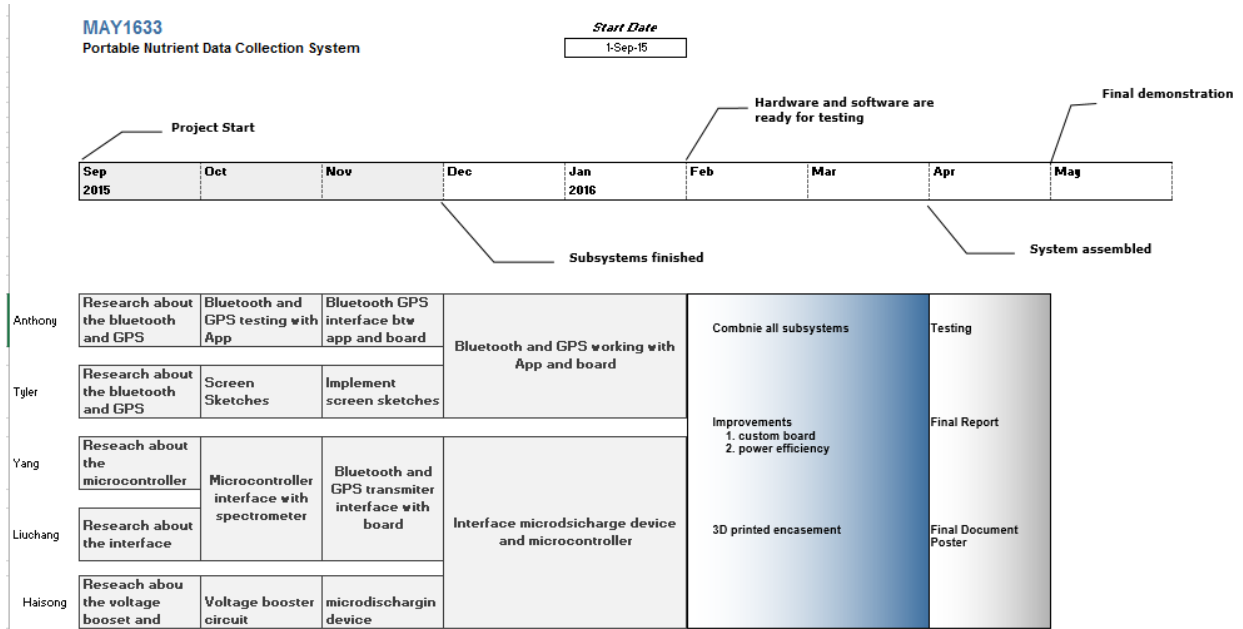 MAY1633
Portable Nutrient Data Collection System
Start Date
1-Sep-15
Project Start
Hardware and software are
ready for testing
Final demonstration
Sep
2015
Oct
Nov
Dec
Jan
2016
Feb
Mar
Apr
May
Subsystems finished
System assembled
Anthony
Research about
the bluetooth
and GPS
Bluetooth and
GPS testing with
App
Bluetooth GPS
interface btw
app and board
Bluetooth and GPS working with
App and board
Combnie all subsystems
Testing
Tyler
Research about
the bluetooth
and GPS
Screen
Sketches
Implement
screen sketches
Yang
Reseach about
the
microcontroller
Microcontroller
interface with
spectrometer
Bluetooth and
GPS transmiter
interface with
board
Interface microdsicharge device
and microcontroller
Improvements
1. custom board
2. power efficiency
Final Report
Liuchang
Research about
the interface
3D printed encasement
Final Document
Poster
Haisong
Reseach abou
the voltage
booset and
Voltage booster
circuit
microdischargin
device